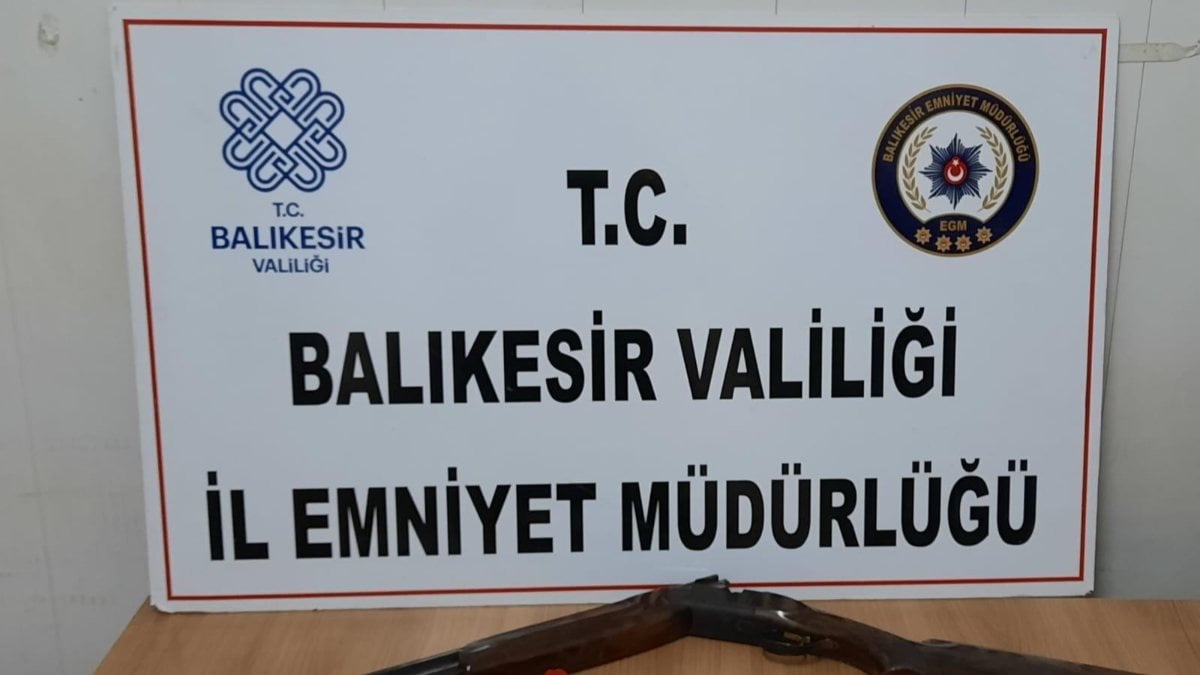 T.C.
BALIKESİR
VALİLİĞİ
BALIKESİR EMNİYET MÜDÜRLÜĞÜ
EGM
T.C.
BALIKESİR VALİLİĞİ
İL EMNİYET MÜDÜRLÜĞÜ